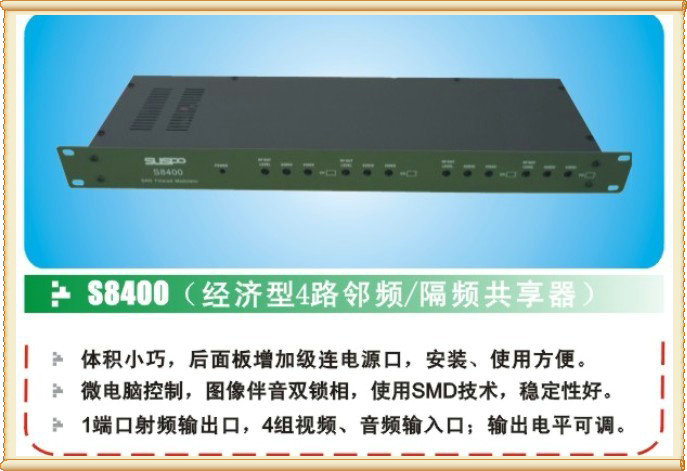 SUSPO
S8400
S8400（经济型4路邻频/隔频共享器）
体积小巧，后面板增加级连电源口，安装、使用方便。
微电脑控制，图像伴音双锁相，使用SMD技术，稳定性好。
1端口射频输出口，4组视频、音频输入口；输出电平可调。